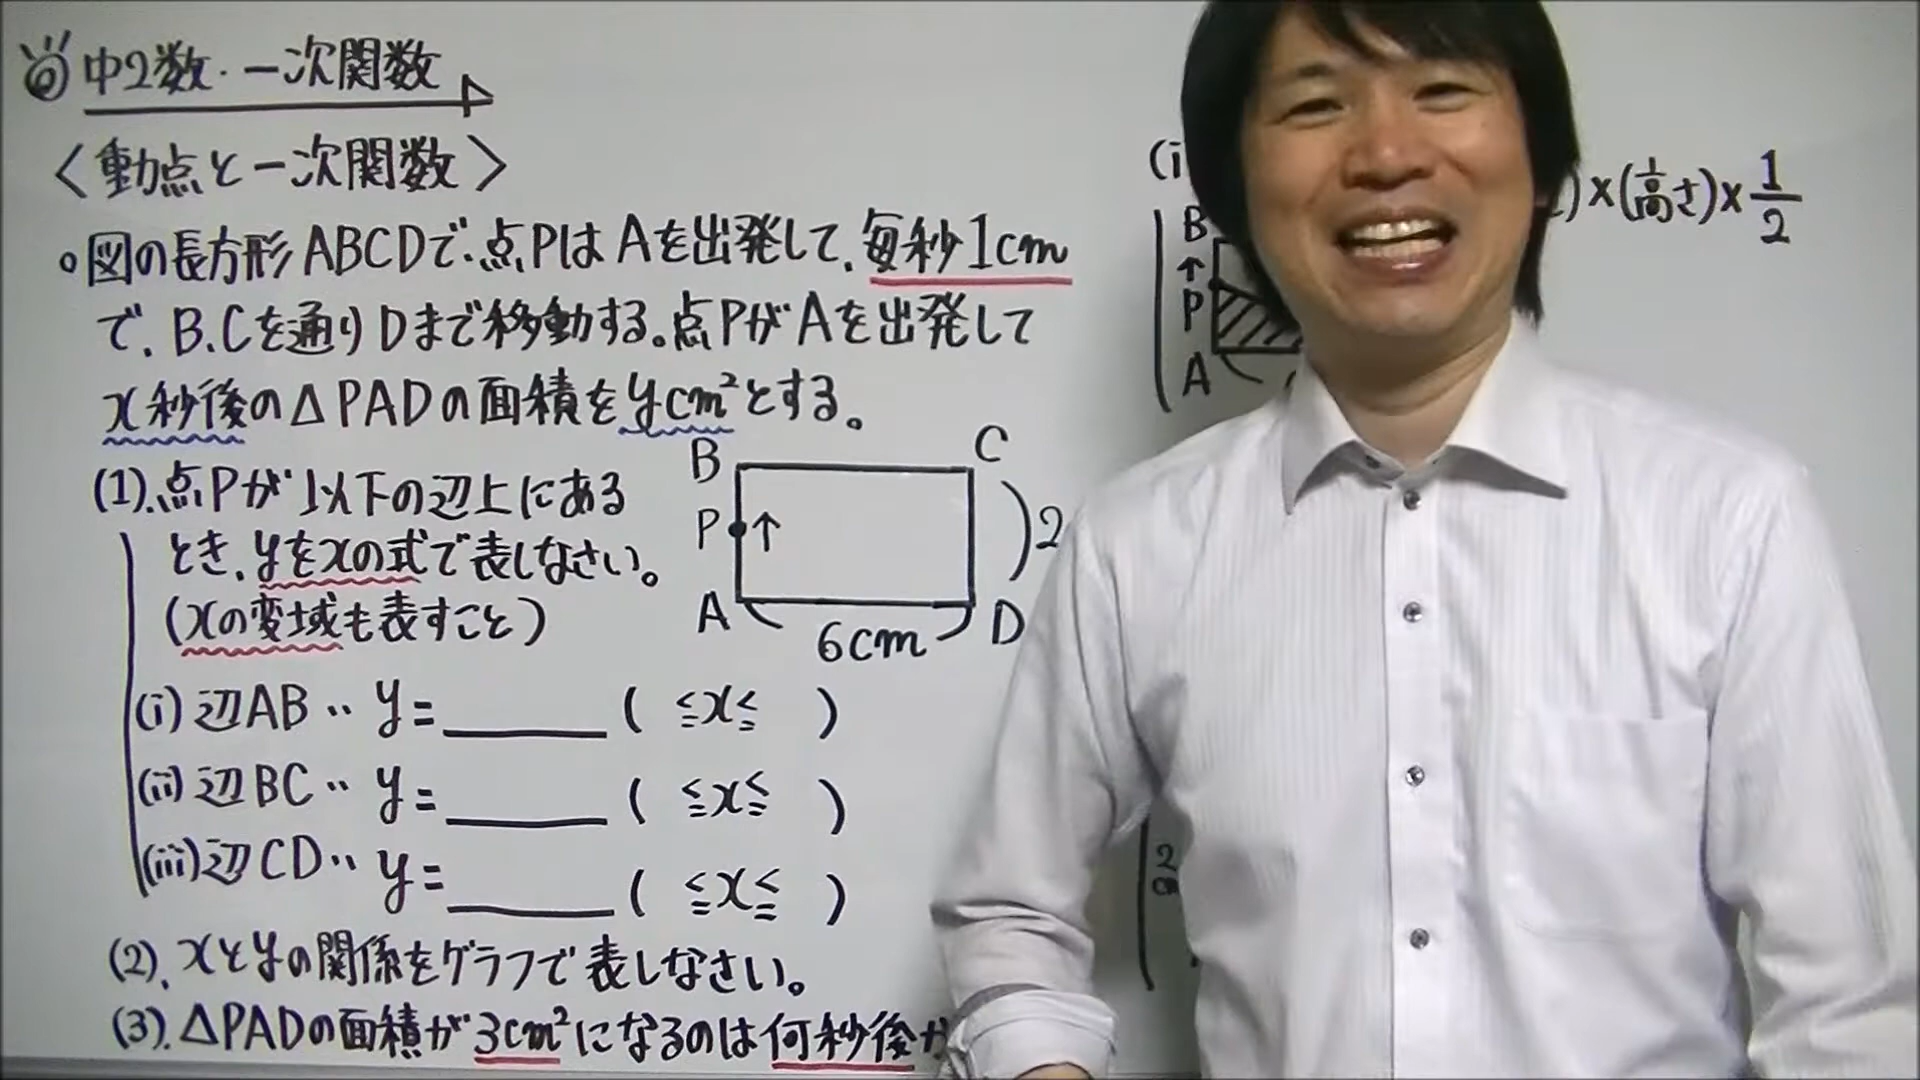 中2数・一次関数
〈動点と一次関数〉
。図の長方形ABCDで、点PはAを出発して、毎秒1cm
で、B、Cを通りDまで移動する。点PがAを出発して
x秒後の△PADの面積をycm²とする。
(1)、点Pが以下の辺上にある
とき、yをxの式で表しなさい。
(xの変域も表すこと)
(i)辺AB‥ y=______( ≦x≦ )
(ii)辺BC‥ y=______( ≦x≦ )
(iii)辺CD‥ y=______( ≦x≦ )
(2)、xとyの関係をグラフで表しなさい。
(3)、△PADの面積が3cm²になるのは何秒後か
B C
P ↑ 2
A 6cm D
(i )×(高さ)×1/2
B
↑
P
A
2
cm